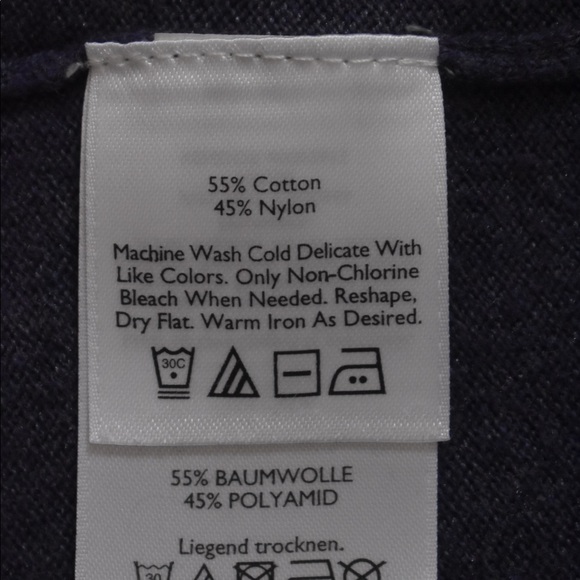 55% Cotton
45% Nylon
Machine Wash Cold Delicate With
Like Colors. Only Non-Chlorine
Bleach When Needed. Reshape,
Dry Flat. Warm Iron As Desired.
30C
55% BAUMWOLLE
45% POLYAMID
Liegend trocknen.
30